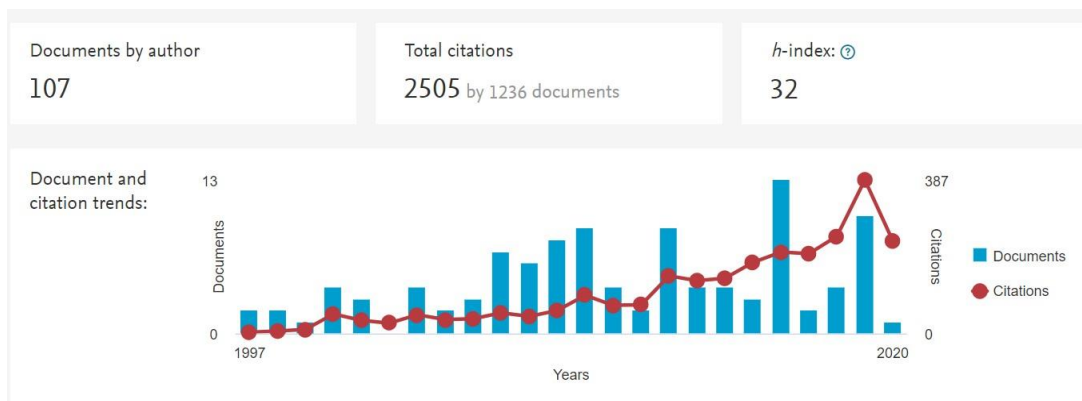 Documents by author
107
Total citations
2505 by 1236 documents
h-index: ?
32
Document and
citation trends:
13
Documents
0
387
Citations
0
1997
2020
Years
Documents
Citations